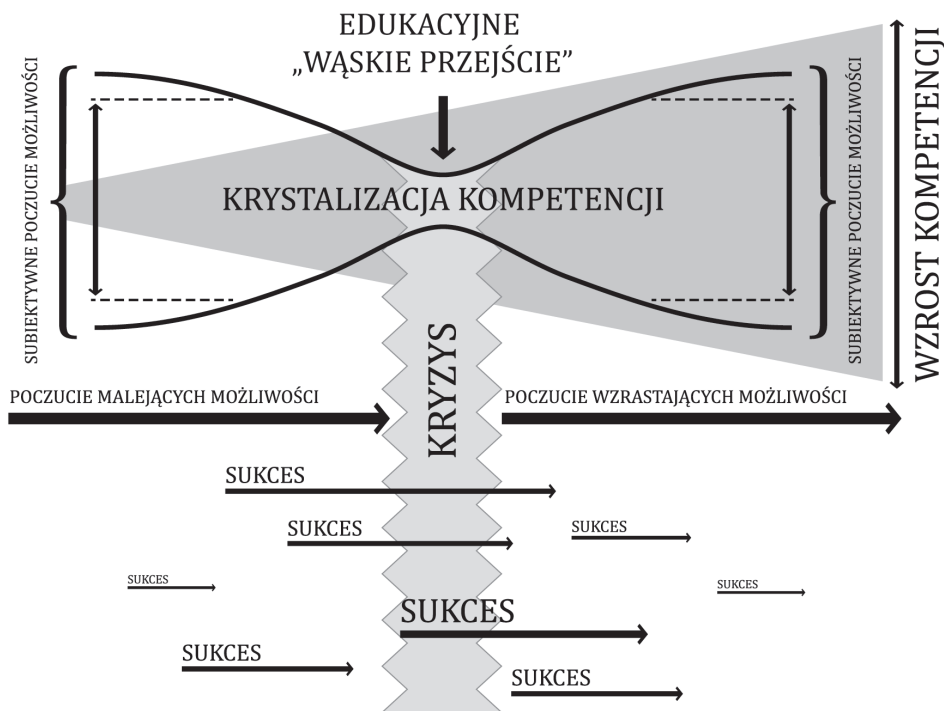 EDUKACYJNE
„WĄSKIE PRZEJŚCIE”
SUBIEKTYWNE POCZUCIE MOŻLIWOŚCI
KRYSTALIZACJA KOMPETENCJI
SUBIEKTYWNE POCZUCIE MOŻLIWOŚCI
WZROST KOMPETENCJI
KRYZYS
POCZUCIE MALEJĄCYCH MOŻLIWOŚCI
POCZUCIE WZRASTAJĄCYCH MOŻLIWOŚCI
SUKCES
SUKCES
SUKCES
SUKCES
SUKCES
SUKCES
SUKCES
SUKCES